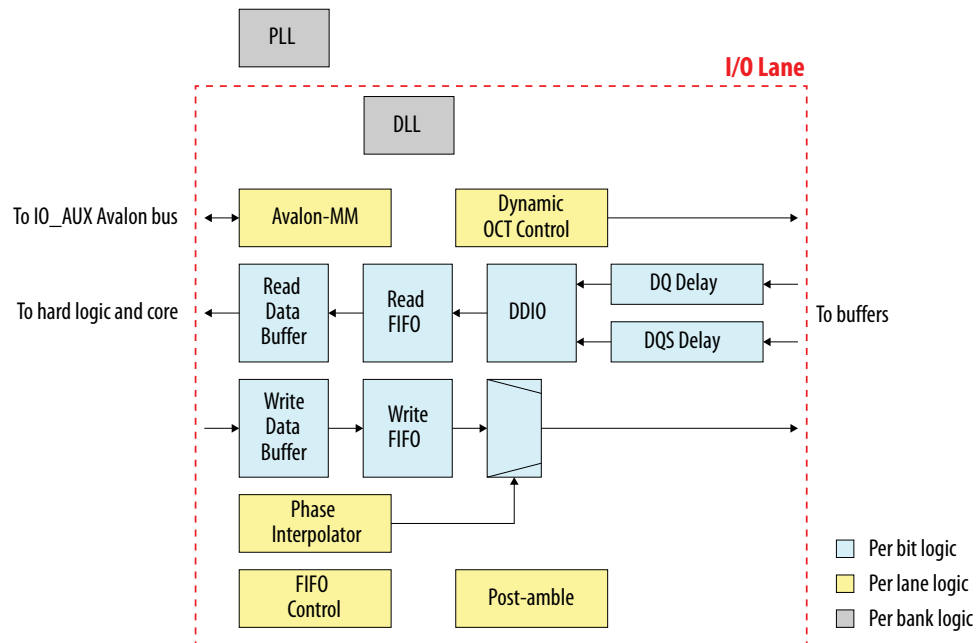 PLL
I/O Lane
DLL
To IO_AUX Avalon bus
Avalon-MM
Dynamic
OCT Control
To hard logic and core
Read
Data
Buffer
Read
FIFO
DDIO
DQ Delay
DQS Delay
To buffers
Write
Data
Buffer
Write
FIFO
Phase
Interpolator
FIFO
Control
Post-amble
Per bit logic
Per lane logic
Per bank logic